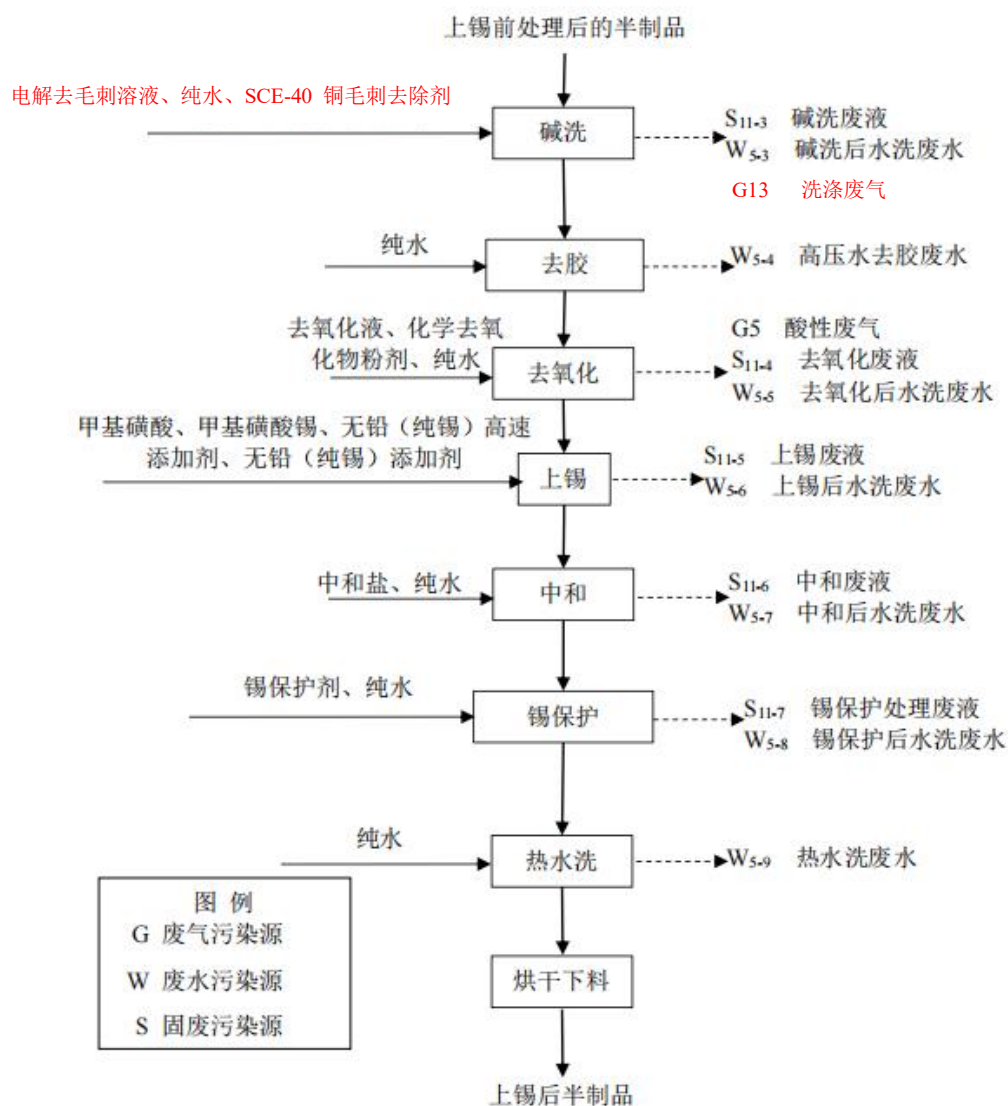 上锡前处理后的半制品
电解去毛刺溶液、纯水、SCE-40 铜毛刺去除剂
碱洗
S11-3 碱洗废液
W5-3 碱洗后水洗废水
G13 洗涤废气
纯水
去胶
W5-4 高压水去胶废水
去氧化液、化学去氧
化物粉剂、纯水
去氧化
G5 酸性废气
S11-4 去氧化废液
W5-5 去氧化后水洗废水
甲基磺酸、甲基磺酸锡、无铅（纯锡）高速
添加剂、无铅（纯锡）添加剂
上锡
S11-5 上锡废液
W5-6 上锡后水洗废水
中和盐、纯水
中和
S11-6 中和废液
W5-7 中和后水洗废水
锡保护剂、纯水
锡保护
S11-7 锡保护处理废液
W5-8 锡保护后水洗废水
纯水
热水洗
W5-9 热水洗废水
图 例
G 废气污染源
W 废水污染源
S 固废污染源
烘干下料
上锡后半制品